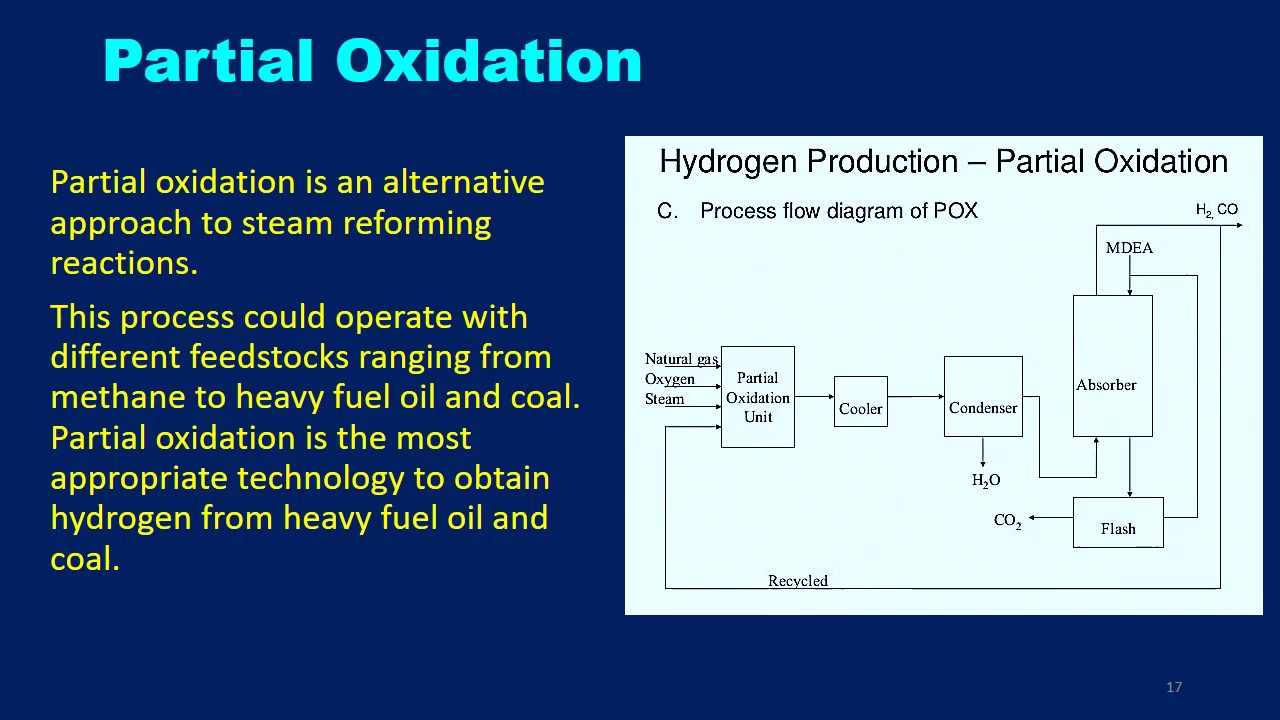 Partial Oxidation
Partial oxidation is an alternative
approach to steam reforming
reactions.
This process could operate with
different feedstocks ranging from
methane to heavy fuel oil and coal.
Partial oxidation is the most
appropriate technology to obtain
hydrogen from heavy fuel oil and
coal.
Hydrogen Production – Partial Oxidation
C. Process flow diagram of POX
H2, CO
MDEA
Natural gas
Oxygen
Steam
Partial
Oxidation
Unit
Cooler
Condenser
Absorber
H2O
CO2
Flash
Recycled
17